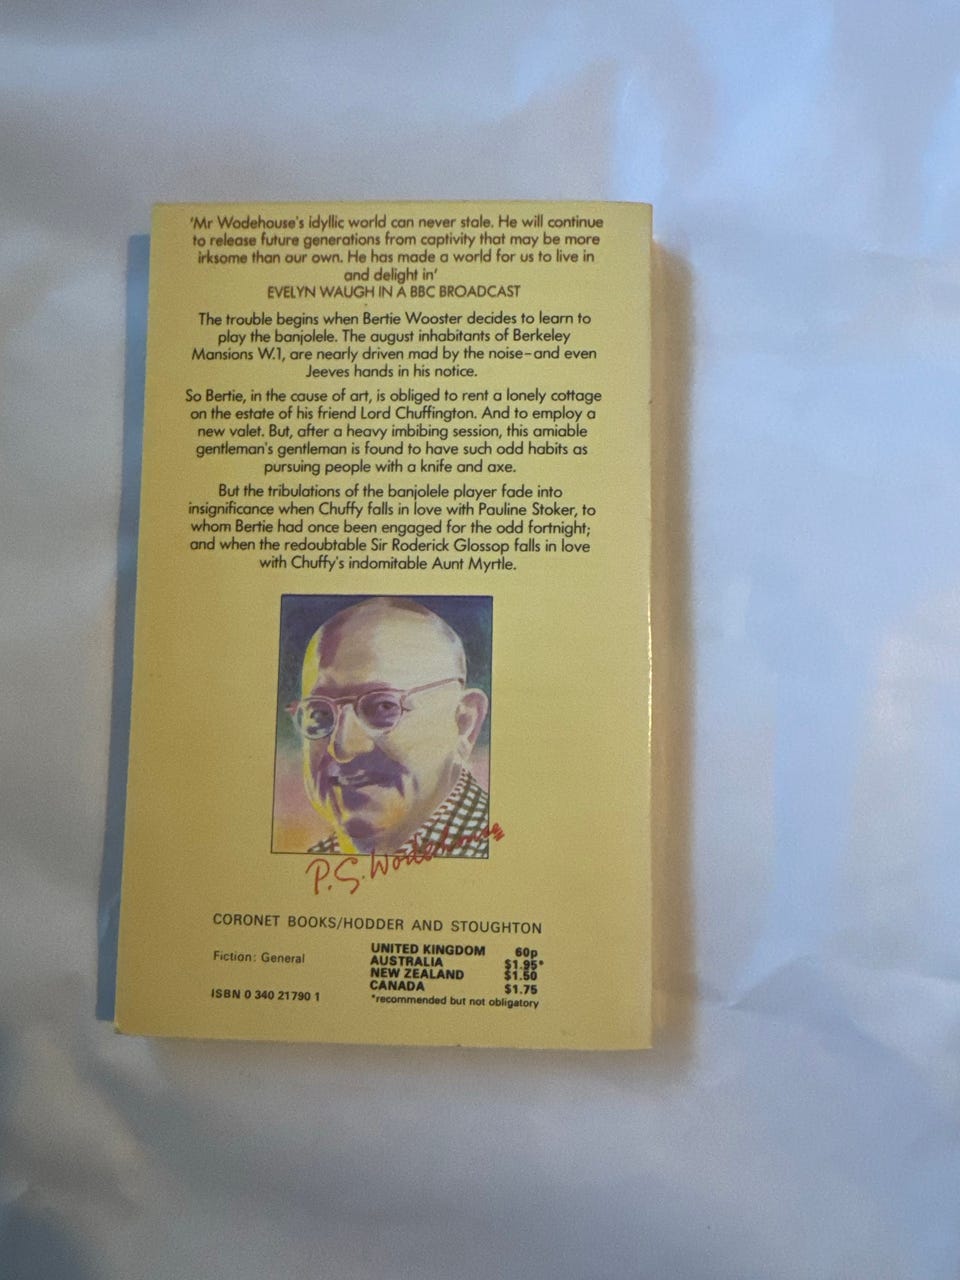 'Mr Wodehouse's idyllic world can never stale. He will continue
to release future generations from captivity that may be more
irksome than our own. He has made a world for us to live in
and delight in'
EVELYN WAUGH IN A BBC BROADCAST
The trouble begins when Bertie Wooster decides to learn to
play the banjolele. The august inhabitants of Berkeley
Mansions W.1, are nearly driven mad by the noise–and even
Jeeves hands in his notice.
So Bertie, in the cause of art, is obliged to rent a lonely cottage
on the estate of his friend Lord Chuffington. And to employ a
new valet. But, after a heavy imbibing session, this amiable
gentleman's gentleman is found to have such odd habits as
pursuing people with a knife and axe.
But the tribulations of the banjolele player fade into
insignificance when Chuffy falls in love with Pauline Stoker, to
whom Bertie had once been engaged for the odd fortnight;
and when the redoubtable Sir Roderick Glossop falls in love
with Chuffy's indomitable Aunt Myrtle.
P.G. Wodehouse
CORONET BOOKS/HODDER AND STOUGHTON
Fiction: General
ISBN 0 340 21790 1
UNITED KINGDOM 60p
AUSTRALIA $1.95*
NEW ZEALAND $1.50
CANADA $1.75
*recommended but not obligatory